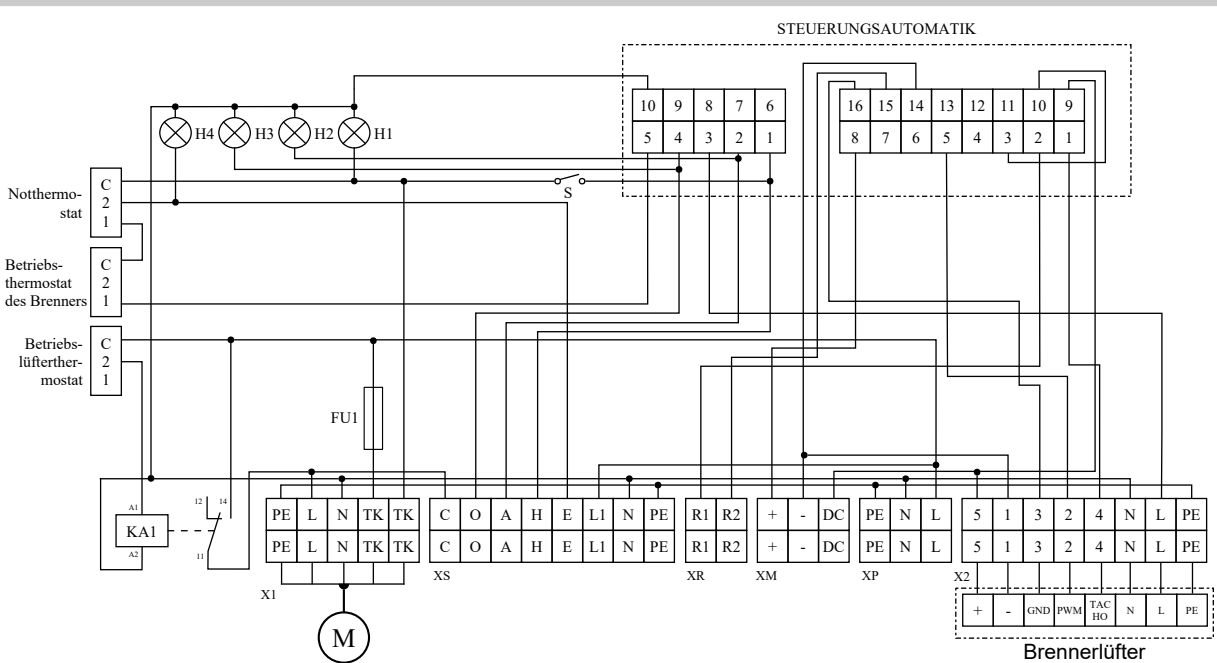 STEUERUNGSAUTOMATIK
10 9 8 7 6
5 4 3 2 1
16 15 14 13 12 11 10 9
8 7 6 5 4 3 2 1
H4 H3 H2 H1
S
Notthermo-
stat
C
2
1
Betriebs-
thermostat
des Brenners
C
2
1
Betriebs-
lüfterther-
mostat
C
2
1
FU1
A1
KA1
A2
12 14
11
PE L N TK TK
PE L N TK TK
X1
C O A H E L1 N PE
C O A H E L1 N PE
XS
R1 R2
R1 R2
XR
+ - DC
+ - DC
XM
PE N L
PE N L
XP
5 1 3 2 4 N L PE
5 1 3 2 4 N L PE
X2
+ - GND PWM TAC
HO N L PE
M
Brennerlüfter